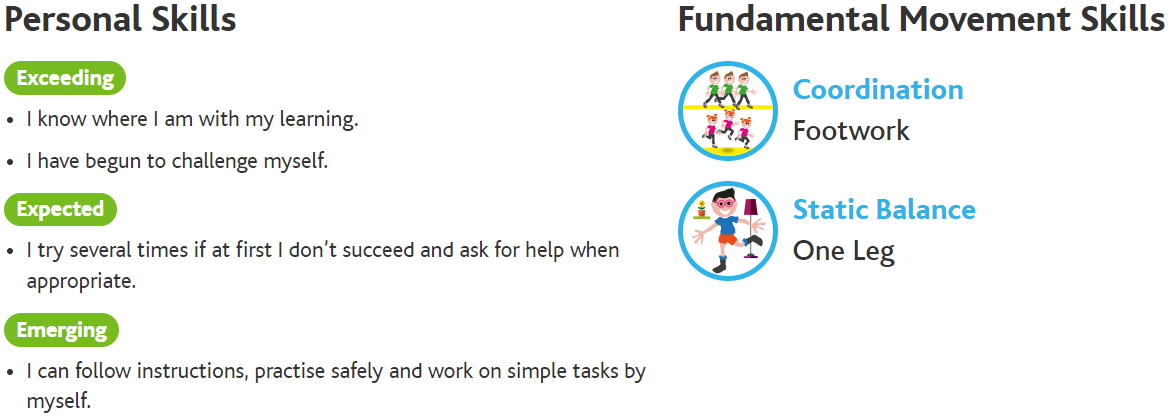 Personal Skills
Exceeding
• I know where I am with my learning.
• I have begun to challenge myself.
Expected
• I try several times if at first I don’t succeed and ask for help when
appropriate.
Emerging
• I can follow instructions, practise safely and work on simple tasks by
myself.
Fundamental Movement Skills
Coordination
Footwork
Static Balance
One Leg